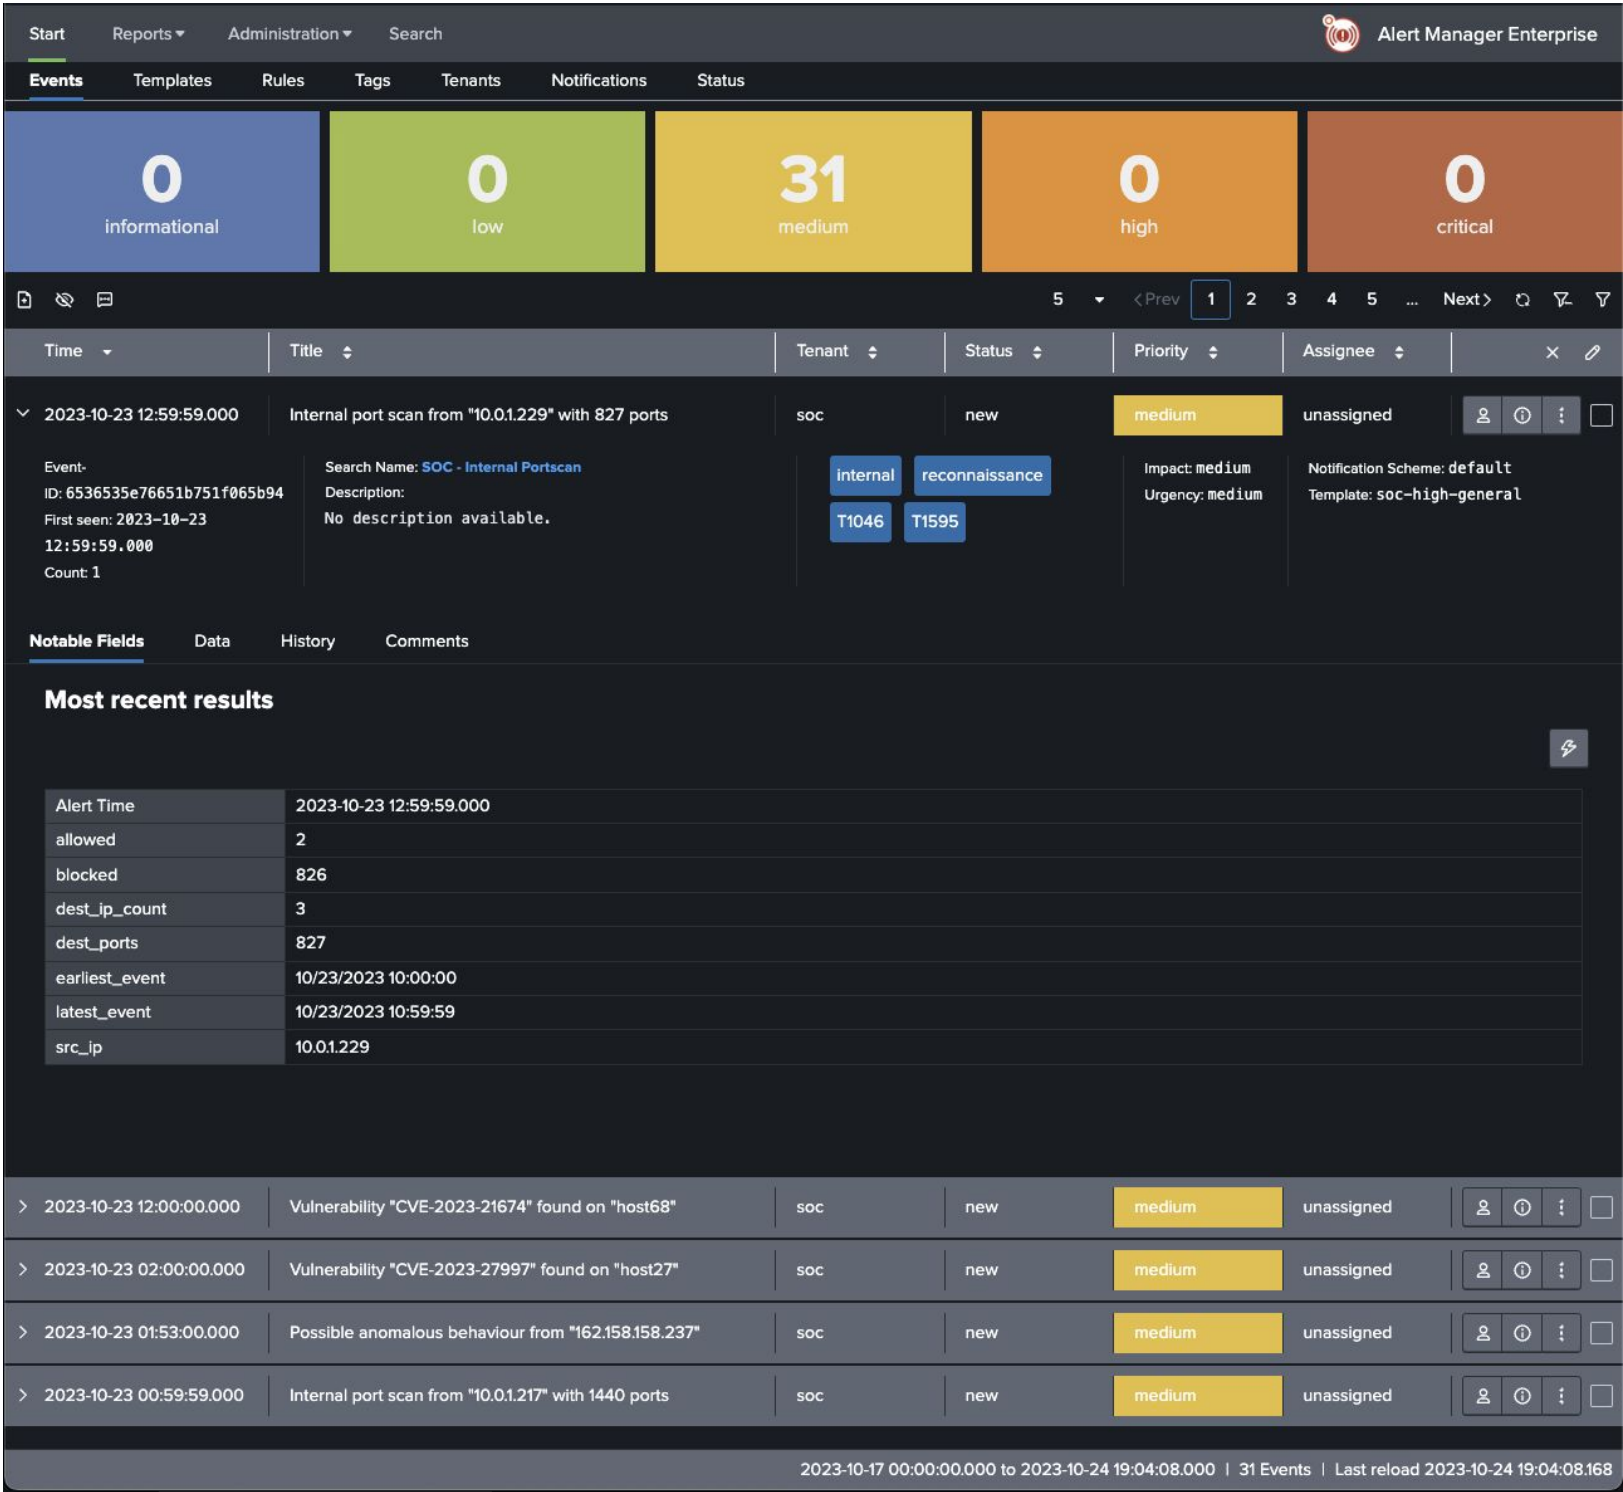 Start Reports Administration Search Alert Manager Enterprise
Events Templates Rules Tags Tenants Notifications Status
0 0 31 0 0
informational low medium high critical
5 < Prev 1 2 3 4 5 ... Next >
Time Title Tenant Status Priority Assignee
2023-10-23 12:59:59.000 Internal port scan from "10.0.1.229" with 827 ports soc new medium unassigned
Event-
ID: 6536535e76651b751f065b94
First seen: 2023-10-23
12:59:59.000
Count: 1
Search Name: SOC - Internal Portscan
Description:
No description available.
internal reconnaissance
T1046 T1595
Impact: medium
Urgency: medium
Notification Scheme: default
Template: soc-high-general
Notable Fields Data History Comments
Most recent results
Alert Time 2023-10-23 12:59:59.000
allowed 2
blocked 826
dest_ip_count 3
dest_ports 827
earliest_event 10/23/2023 10:00:00
latest_event 10/23/2023 10:59:59
src_ip 10.0.1.229
2023-10-23 12:00:00.000 Vulnerability "CVE-2023-21674" found on "host68" soc new medium unassigned
2023-10-23 02:00:00.000 Vulnerability "CVE-2023-27997" found on "host27" soc new medium unassigned
2023-10-23 01:53:00.000 Possible anomalous behaviour from "162.158.158.237" soc new medium unassigned
2023-10-23 00:59:59.000 Internal port scan from "10.0.1.217" with 1440 ports soc new medium unassigned
2023-10-17 00:00:00.000 to 2023-10-24 19:04:08.000 | 31 Events | Last reload 2023-10-24 19:04:08.168